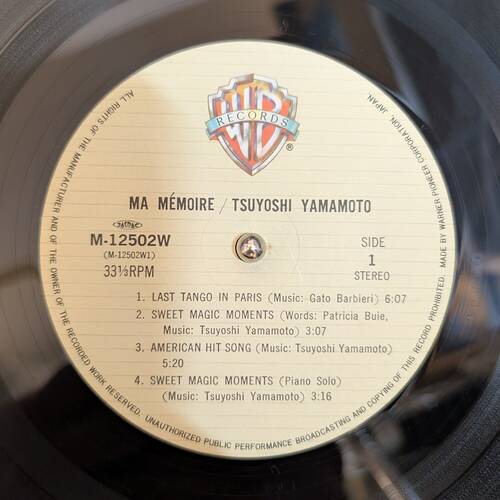 WB
RECORDS
®
MA MÉMOIRE / TSUYOSHI YAMAMOTO
JASRAC
M-12502W
(M-12502W1)
33⅓RPM
SIDE
1
STEREO
1. LAST TANGO IN PARIS (Music: Gato Barbieri) 6:07
2. SWEET MAGIC MOMENTS (Words: Patricia Buie,
Music: Tsuyoshi Yamamoto) 3:07
3. AMERICAN HIT SONG (Music: Tsuyoshi Yamamoto)
5:20
4. SWEET MAGIC MOMENTS (Piano Solo)
(Music: Tsuyoshi Yamamoto) 3:16
ALL RIGHTS OF THE MANUFACTURER AND OF THE OWNER OF THE RECORDED WORK RESERVED. UNAUTHORIZED PUBLIC PERFORMANCE BROADCASTING AND COPYING OF THIS RECORD PROHIBITED. MADE BY WARNER-PIONEER CORPORATION, JAPAN.